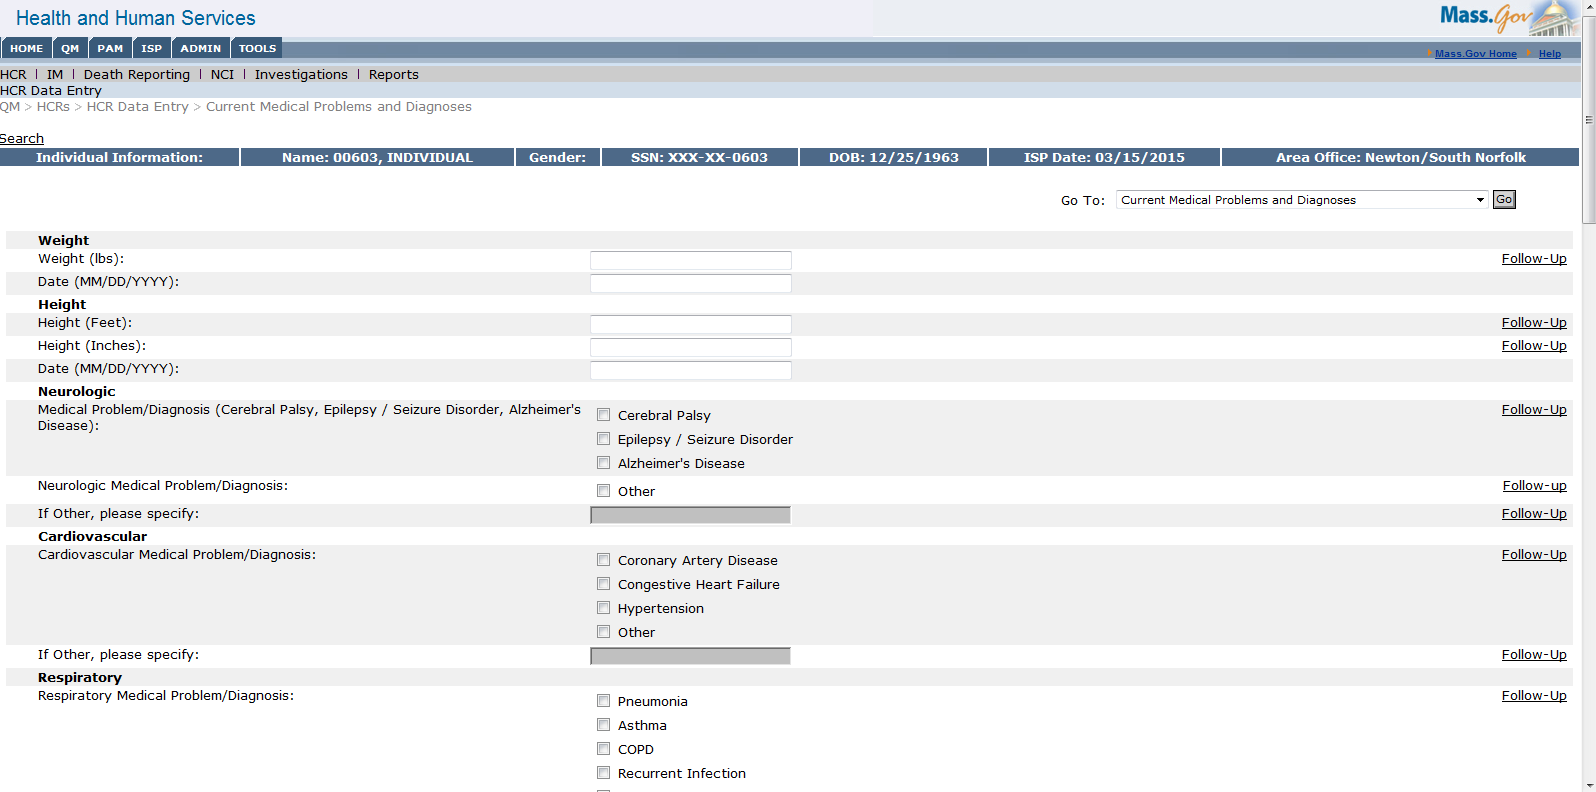 Health and Human Services
Mass.Gov
HOME QM PAM ISP ADMIN TOOLS
Mass.Gov Home Help
HCR | IM | Death Reporting | NCI | Investigations | Reports
HCR Data Entry
QM > HCRs > HCR Data Entry > Current Medical Problems and Diagnoses
Search
Individual Information: Name: 00603, INDIVIDUAL Gender: SSN: XXX-XX-0603 DOB: 12/25/1963 ISP Date: 03/15/2015 Area Office: Newton/South Norfolk
Go To: Current Medical Problems and Diagnoses Go
Weight
Weight (lbs): Follow-Up
Date (MM/DD/YYYY):
Height
Height (Feet): Follow-Up
Height (Inches): Follow-Up
Date (MM/DD/YYYY):
Neurologic
Medical Problem/Diagnosis (Cerebral Palsy, Epilepsy / Seizure Disorder, Alzheimer's
Disease):
Cerebral Palsy Follow-Up
Epilepsy / Seizure Disorder
Alzheimer's Disease
Neurologic Medical Problem/Diagnosis: Other Follow-up
If Other, please specify: Follow-Up
Cardiovascular
Cardiovascular Medical Problem/Diagnosis: Coronary Artery Disease Follow-Up
Congestive Heart Failure
Hypertension
Other
If Other, please specify: Follow-Up
Respiratory
Respiratory Medical Problem/Diagnosis: Pneumonia Follow-Up
Asthma
COPD
Recurrent Infection